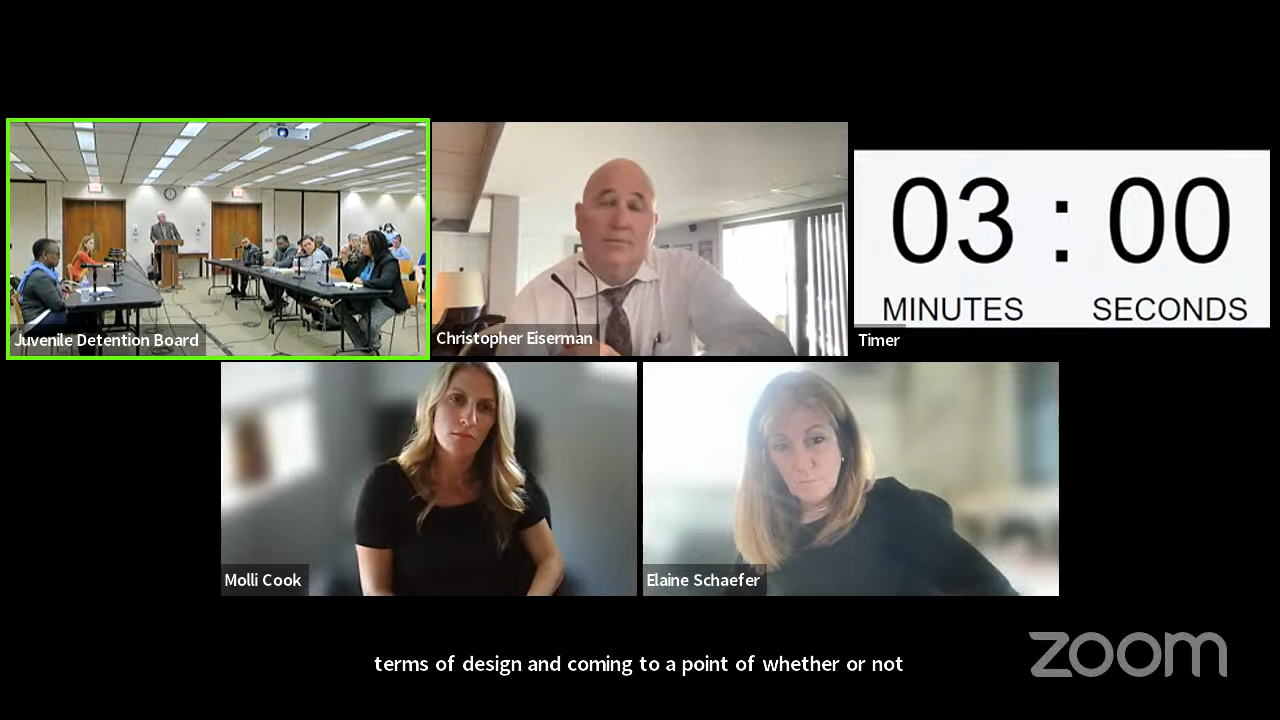 Juvenile Detention Board
Christopher Eiserman
03 : 00
MINUTES SECONDS
Timer
Molli Cook
Elaine Schaefer
terms of design and coming to a point of whether or not
zoom